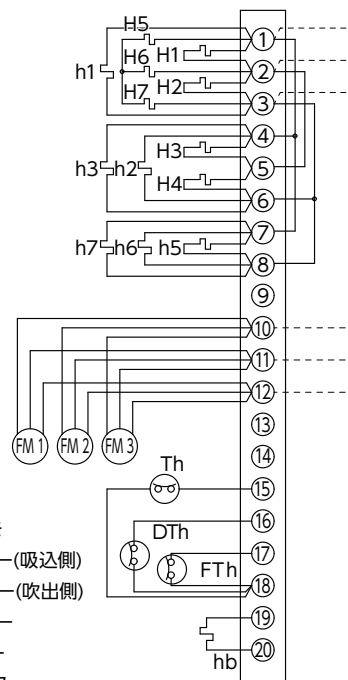 H5
①
H1
H6
②
h1
H2
H7
③
④
H3
h3
h2
⑤
H4
⑥
⑦
h7
h6
h5
⑧
⑨
⑩
⑪
⑫
⑬
FM 1
FM 2
FM 3
⑭
Th
⑮
⑯
DTh
⑰
(吸込側)
FTh
⑱
(吹出側)
⑲
⑳
hb